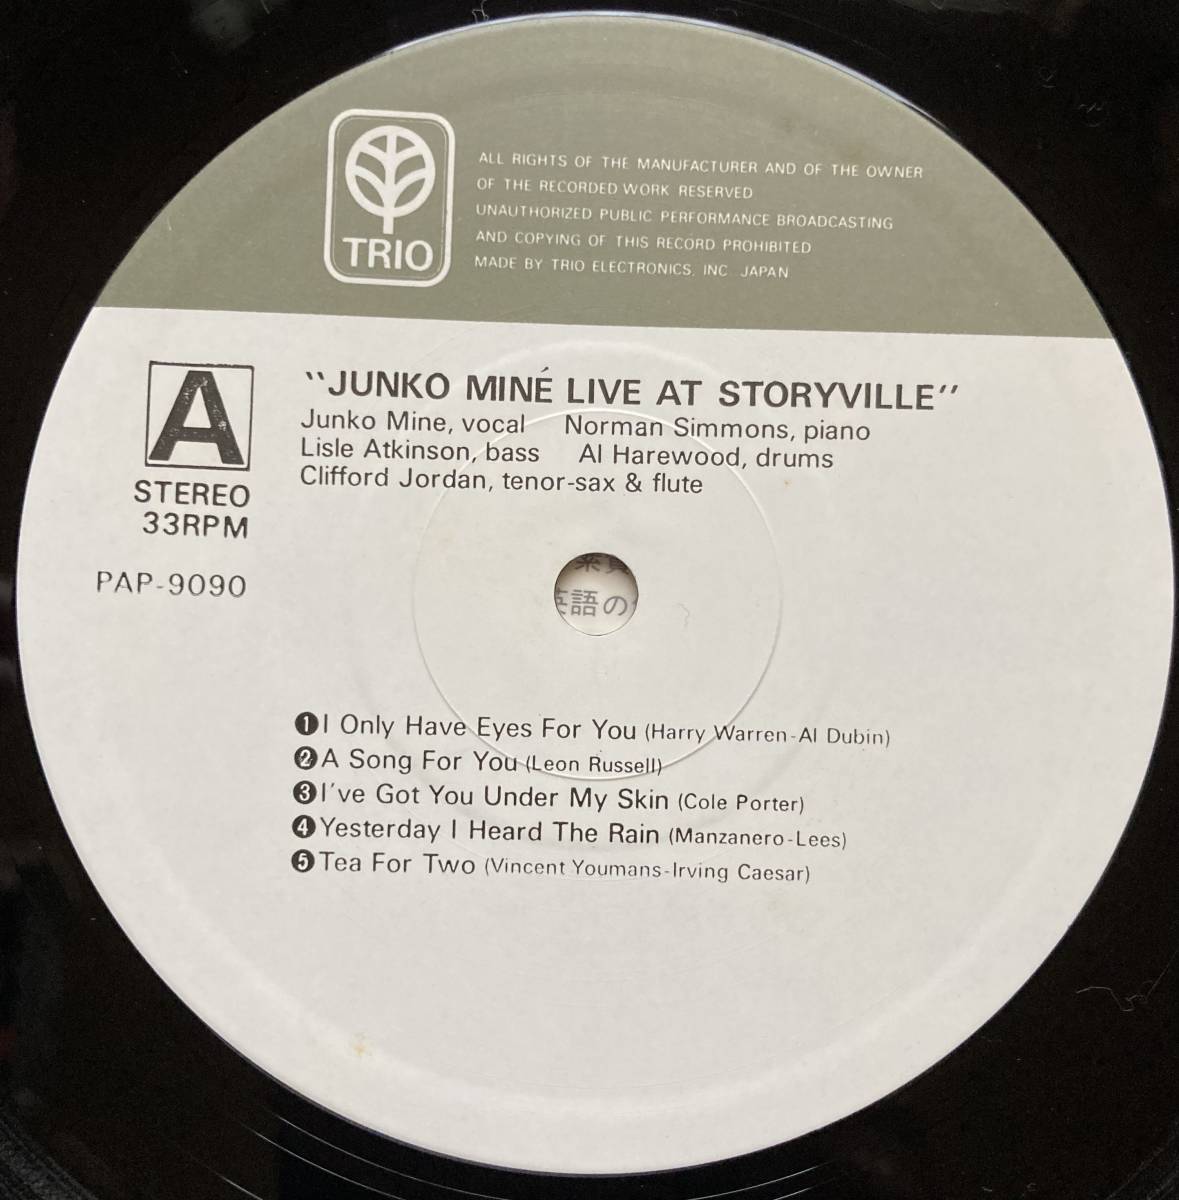 TRIO
ALL RIGHTS OF THE MANUFACTURER AND OF THE OWNER
OF THE RECORDED WORK RESERVED
UNAUTHORIZED PUBLIC PERFORMANCE BROADCASTING
AND COPYING OF THIS RECORD PROHIBITED
MADE BY TRIO ELECTRONICS, INC. JAPAN
A
STEREO
33RPM
PAP-9090
"JUNKO MINÉ LIVE AT STORYVILLE"
Junko Mine, vocal Norman Simmons, piano
Lisle Atkinson, bass Al Harewood, drums
Clifford Jordan, tenor-sax & flute
語の
❶I Only Have Eyes For You (Harry Warren-Al Dubin)
❷A Song For You (Leon Russell)
❸I've Got You Under My Skin (Cole Porter)
❹Yesterday I Heard The Rain (Manzanero-Lees)
❺Tea For Two (Vincent Youmans-Irving Caesar)